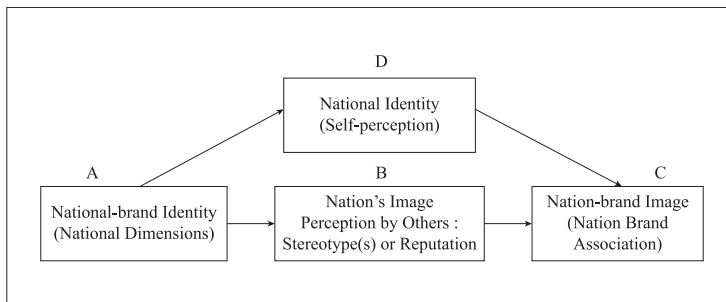 D
National Identity
(Self-perception)
A
National-brand Identity
(National Dimensions)
B
Nation's Image
Perception by Others :
Stereotype(s) or Reputation
C
Nation-brand Image
(Nation Brand
Association)